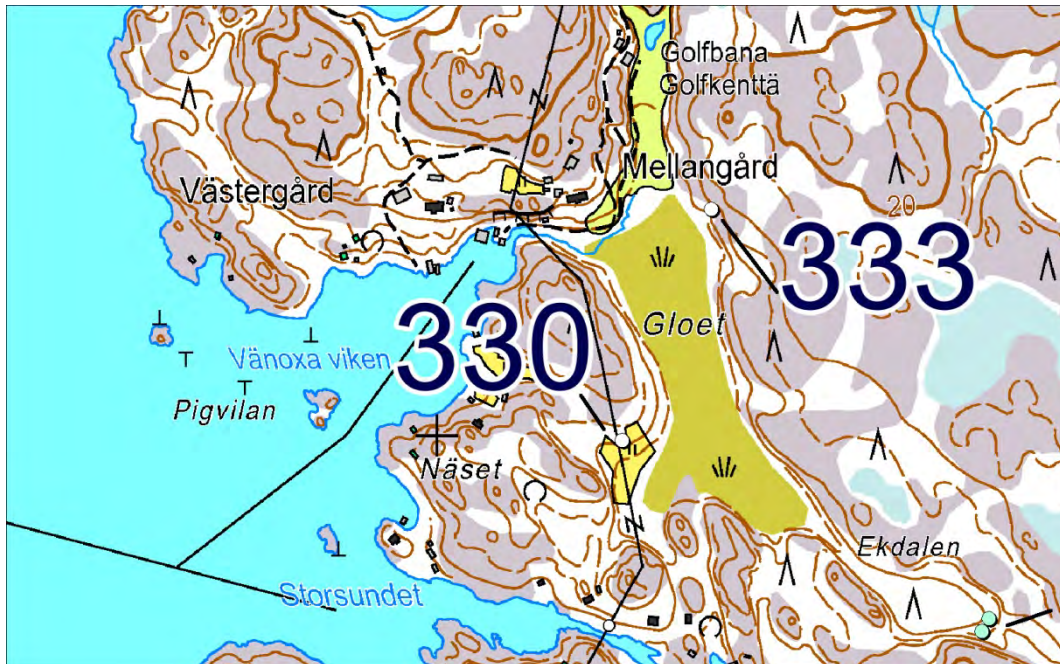 Golfbana
Golfkenttä
Mellangård
Västergård
20
333
330
Gloet
Vänoxa viken
Pigvilan
Näset
Ekdalen
Storsundet